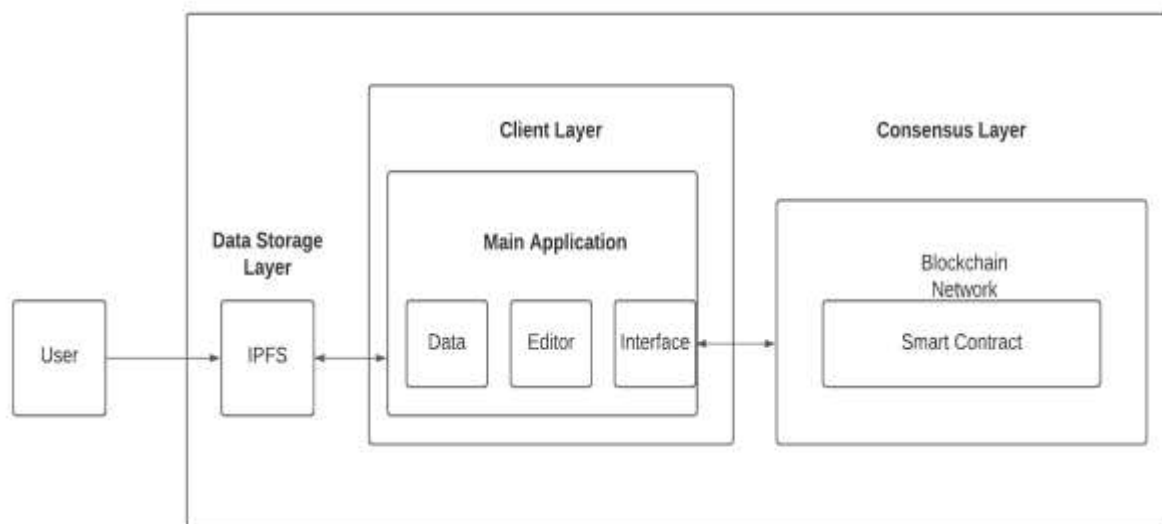 Client Layer
Consensus Layer
Data Storage
Layer
Main Application
Blockchain
Network
User
IPFS
Data
Editor
Interface
Smart Contract